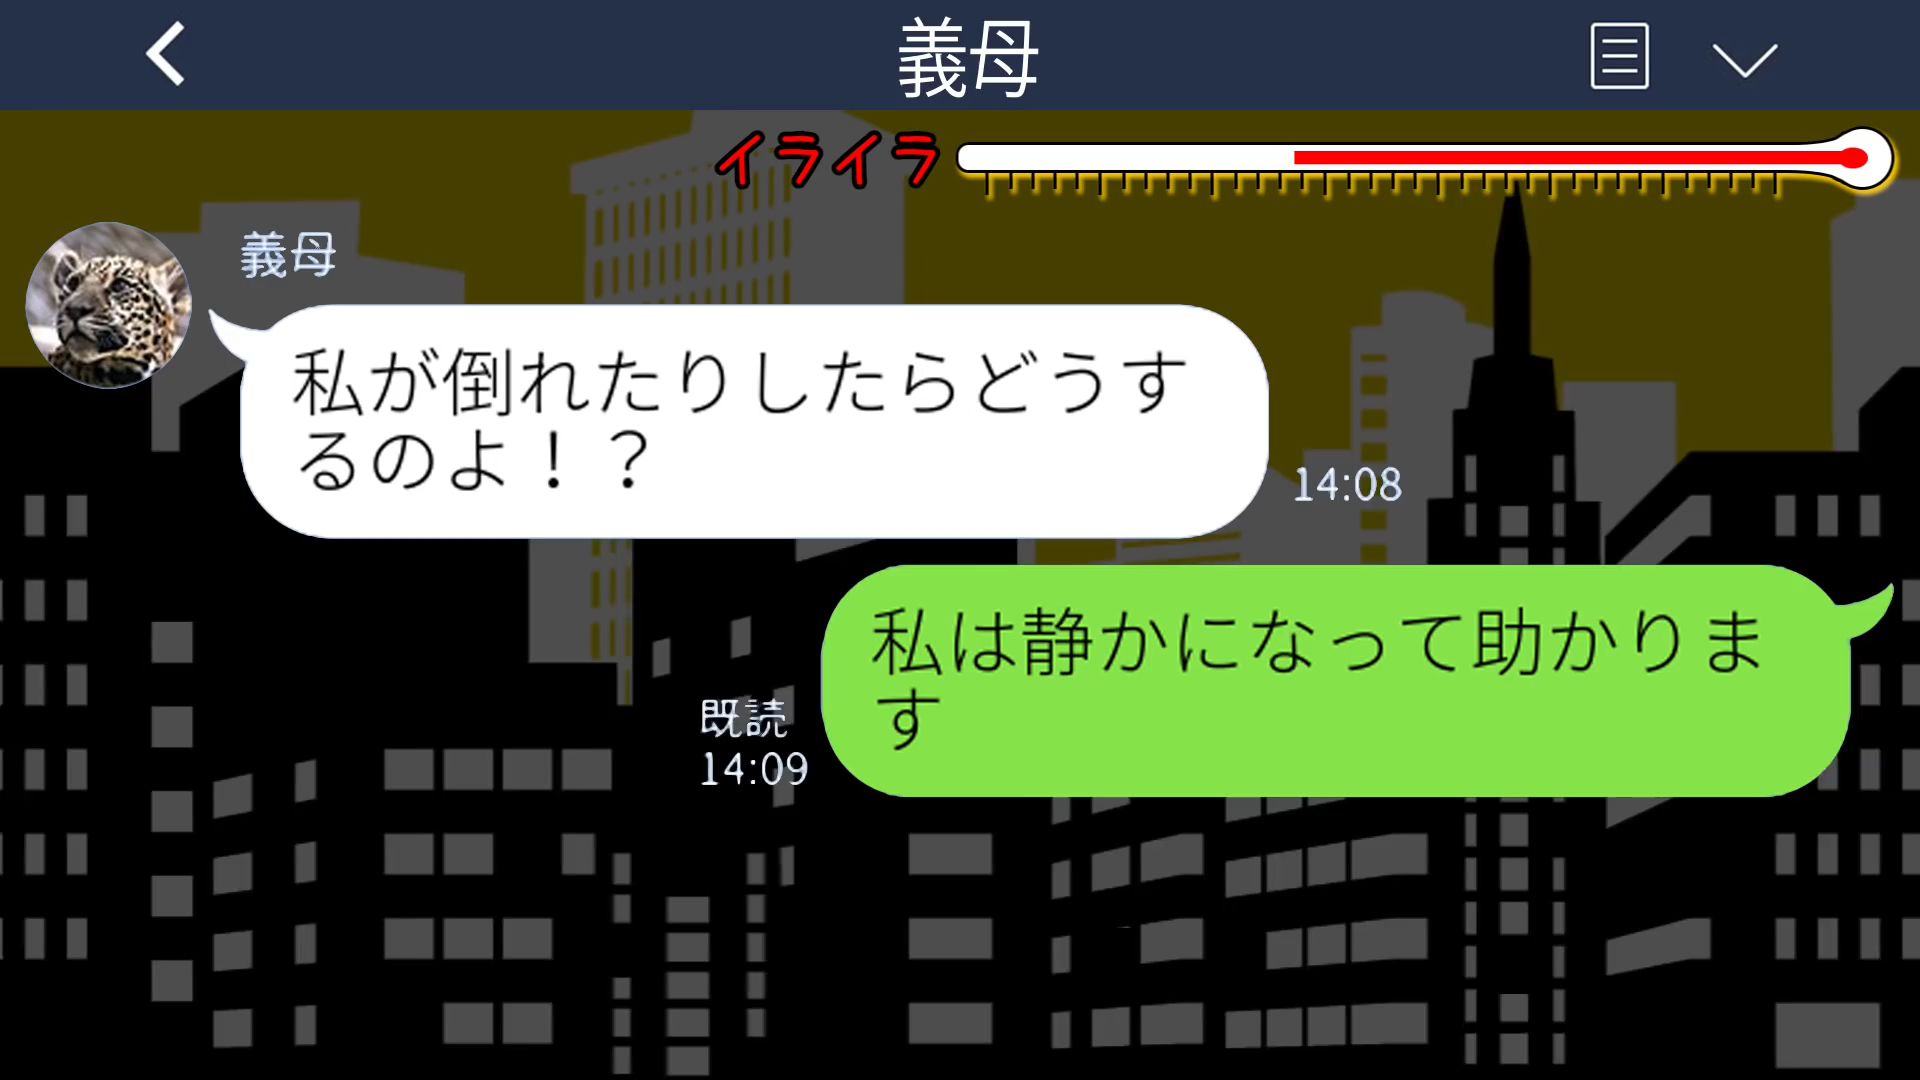 義母
イライラ
義母
私が倒れたりしたらどうす
るのよ！？
14:08
私は静かになって助かりま
す
既読
14:09